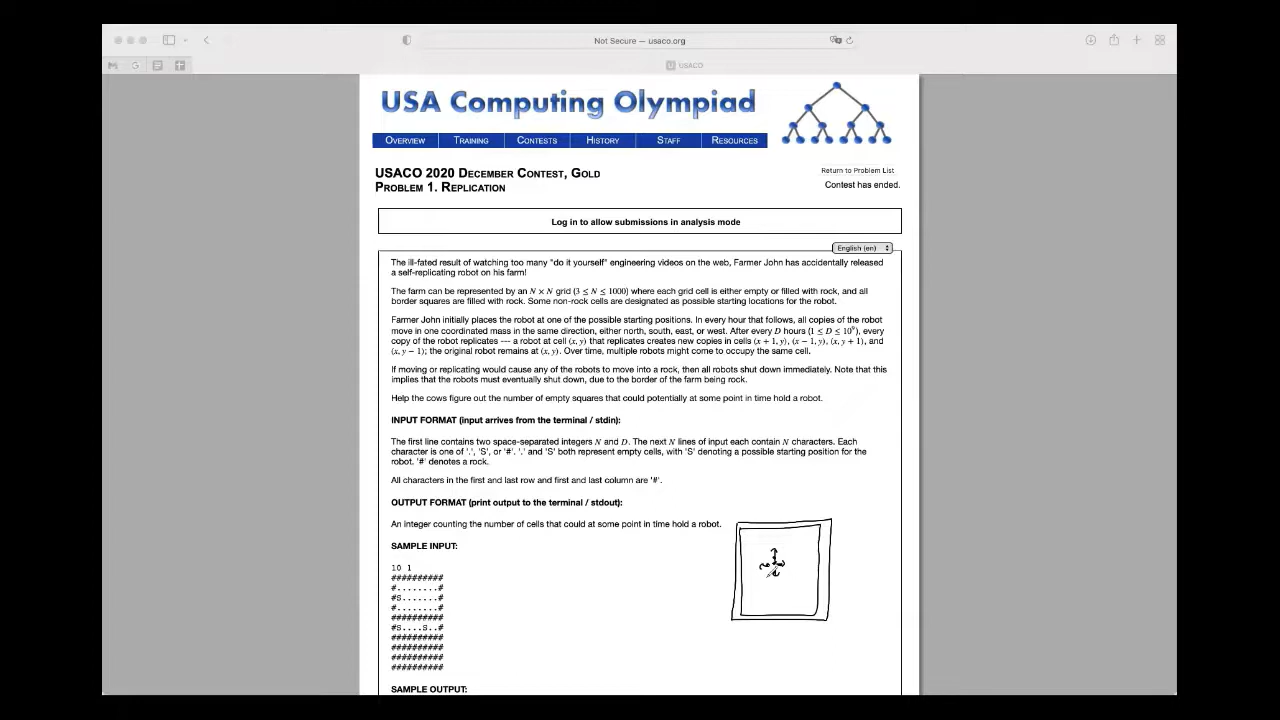 Not Secure — usaco.org
USACO
USA Computing Olympiad
OVERVIEW TRAINING CONTESTS HISTORY STAFF RESOURCES
USACO 2020 DECEMBER CONTEST, GOLD
PROBLEM 1. REPLICATION
Return to Problem List
Contest has ended.
Log in to allow submissions in analysis mode
English (en)
The ill-fated result of watching too many "do it yourself" engineering videos on the web, Farmer John has accidentally released
a self-replicating robot on his farm!
The farm can be represented by an N × N grid (3 ≤ N ≤ 1000) where each grid cell is either empty or filled with rock, and all
border squares are filled with rock. Some non-rock cells are designated as possible starting locations for the robot.
Farmer John initially places the robot at one of the possible starting positions. In every hour that follows, all copies of the robot
move in one coordinated mass in the same direction, either north, south, east, or west. After every D hours (1 ≤ D ≤ 10⁹), every
copy of the robot replicates --- a robot at cell (x, y) that replicates creates new copies in cells (x + 1, y), (x − 1, y), (x, y + 1), and
(x, y − 1); the original robot remains at (x, y). Over time, multiple robots might come to occupy the same cell.
If moving or replicating would cause any of the robots to move into a rock, then all robots shut down immediately. Note that this
implies that the robots must eventually shut down, due to the border of the farm being rock.
Help the cows figure out the number of empty squares that could potentially at some point in time hold a robot.
INPUT FORMAT (input arrives from the terminal / stdin):
The first line contains two space-separated integers N and D. The next N lines of input each contain N characters. Each
character is one of '.', 'S', or '#'. '.' and 'S' both represent empty cells, with 'S' denoting a possible starting position for the
robot. '#' denotes a rock.
All characters in the first and last row and first and last column are '#'.
OUTPUT FORMAT (print output to the terminal / stdout):
An integer counting the number of cells that could at some point in time hold a robot.
SAMPLE INPUT:
10 1
##########
#........#
#S.......#
#........#
##########
#S....S..#
##########
##########
##########
##########
SAMPLE OUTPUT: